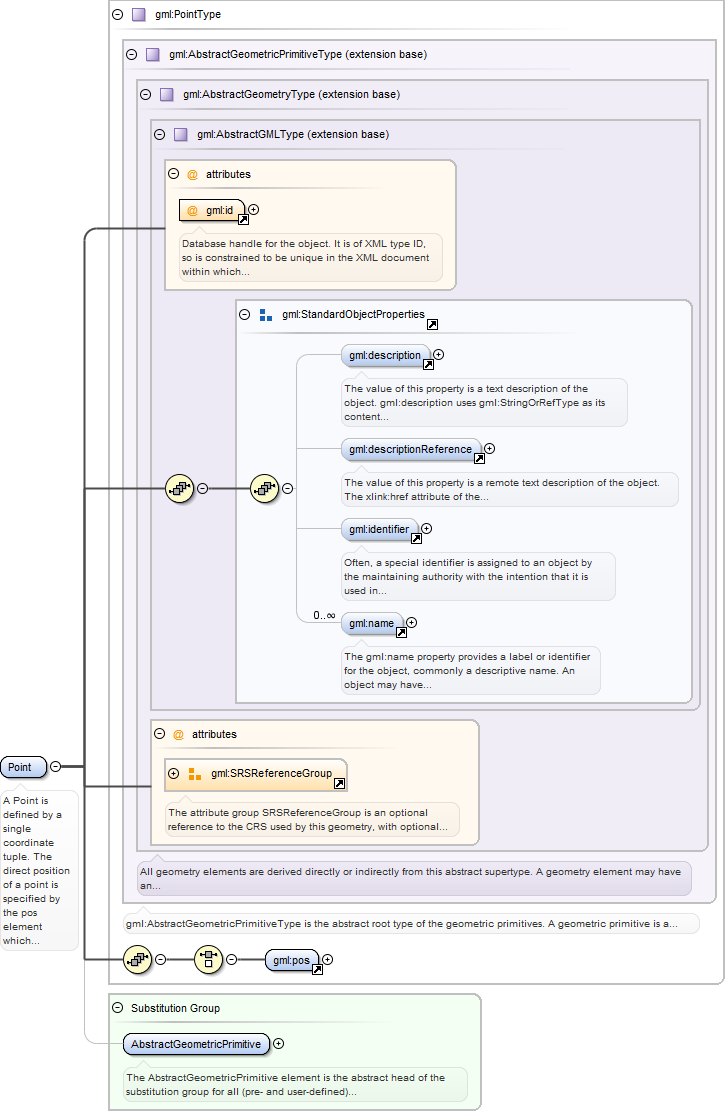 gml:PointType
gml:AbstractGeometricPrimitiveType (extension base)
gml:AbstractGeometryType (extension base)
gml:AbstractGMLType (extension base)
@ attributes
@ gml:id
Database handle for the object. It is of XML type ID,
so is constrained to be unique in the XML document
within which...
gml:StandardObjectProperties
gml:description
The value of this property is a text description of the
object. gml:description uses gml:StringOrRefType as its
content...
gml:descriptionReference
The value of this property is a remote text description of the object.
The xlink:href attribute of the...
gml:identifier
Often, a special identifier is assigned to an object by
the maintaining authority with the intention that it is
used in...
0..∞
gml:name
The gml:name property provides a label or identifier
for the object, commonly a descriptive name. An
object may have...
@ attributes
gml:SRSReferenceGroup
The attribute group SRSReferenceGroup is an optional
reference to the CRS used by this geometry, with optional...
Point
A Point is
defined by a
single
coordinate
tuple. The
direct position
of a point is
specified by
the pos
element
which...
All geometry elements are derived directly or indirectly from this abstract supertype. A geometry element may have
an...
gml:AbstractGeometricPrimitiveType is the abstract root type of the geometric primitives. A geometric primitive is a...
gml:pos
Substitution Group
AbstractGeometricPrimitive
The AbstractGeometricPrimitive element is the abstract head of the
substitution group for all (pre- and user-defined)...